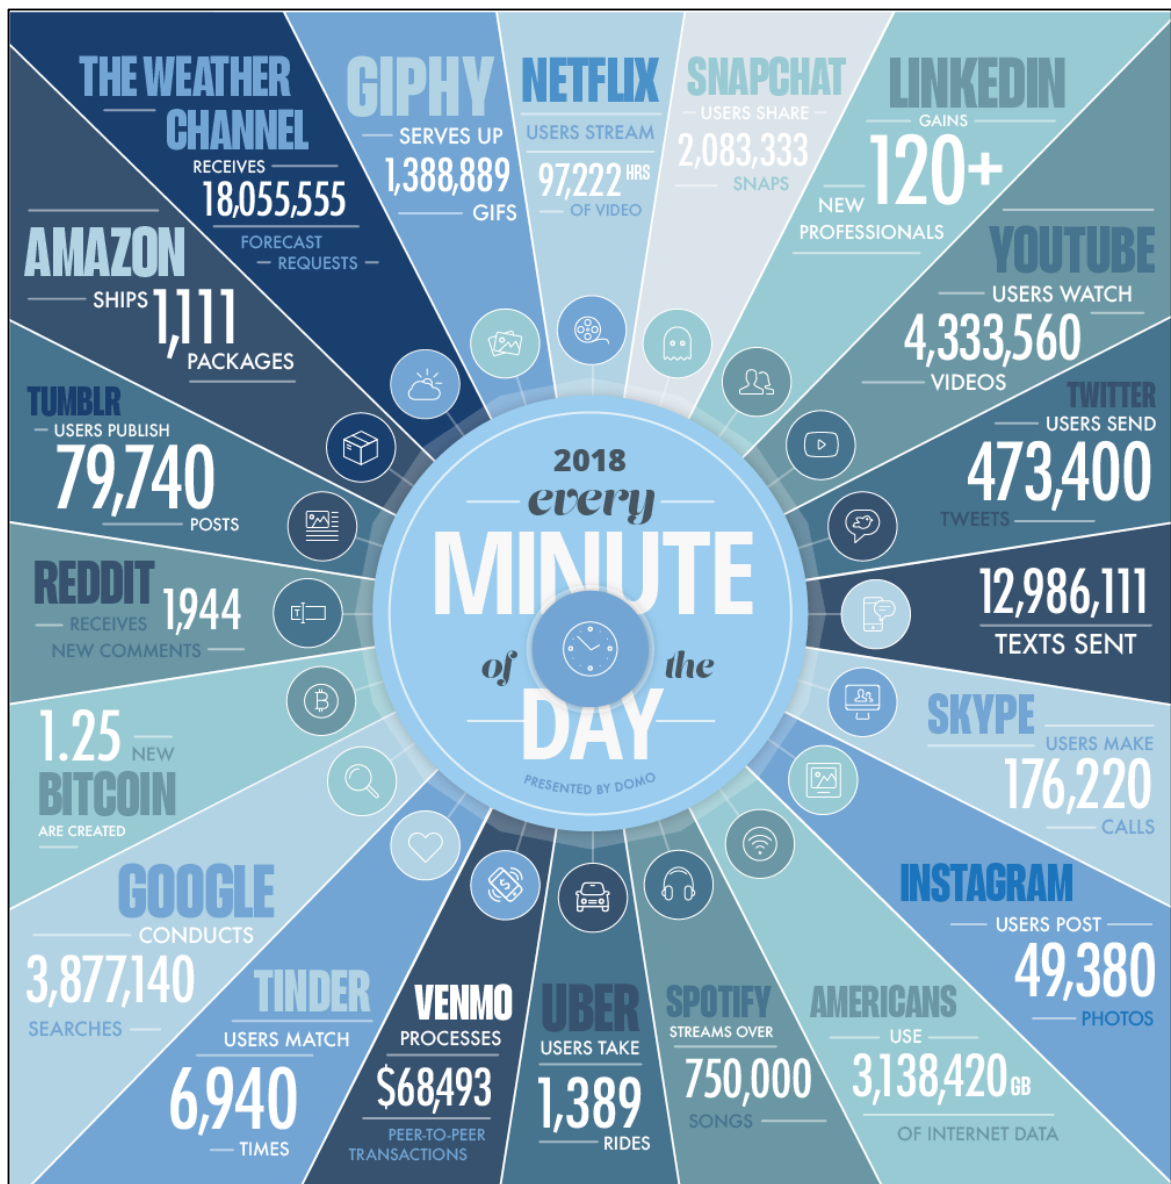 THE WEATHER
CHANNEL
RECEIVES
18,055,555
FORECAST
REQUESTS
GIPHY
SERVES UP
1,388,889
GIFS
NETFLIX
USERS STREAM
97,222 HRS
OF VIDEO
SNAPCHAT
USERS SHARE
2,083,333
SNAPS
LINKEDIN
GAINS
120+
NEW
PROFESSIONALS
YOUTUBE
USERS WATCH
4,333,560
VIDEOS
TWITTER
USERS SEND
473,400
TWEETS
12,986,111
TEXTS SENT
SKYPE
USERS MAKE
176,220
CALLS
INSTAGRAM
USERS POST
49,380
PHOTOS
AMERICANS
USE
3,138,420 GB
OF INTERNET DATA
SPOTIFY
STREAMS OVER
750,000
SONGS
UBER
USERS TAKE
1,389
RIDES
VENMO
PROCESSES
$68,493
PEER-TO-PEER
TRANSACTIONS
TINDER
USERS MATCH
6,940
TIMES
GOOGLE
CONDUCTS
3,877,140
SEARCHES
1.25 NEW
BITCOIN
ARE CREATED
REDDIT
RECEIVES 1,944
NEW COMMENTS
TUMBLR
USERS PUBLISH
79,740
POSTS
AMAZON
SHIPS 1,111
PACKAGES
2018
every
MINUTE
of the
DAY
PRESENTED BY DOMO